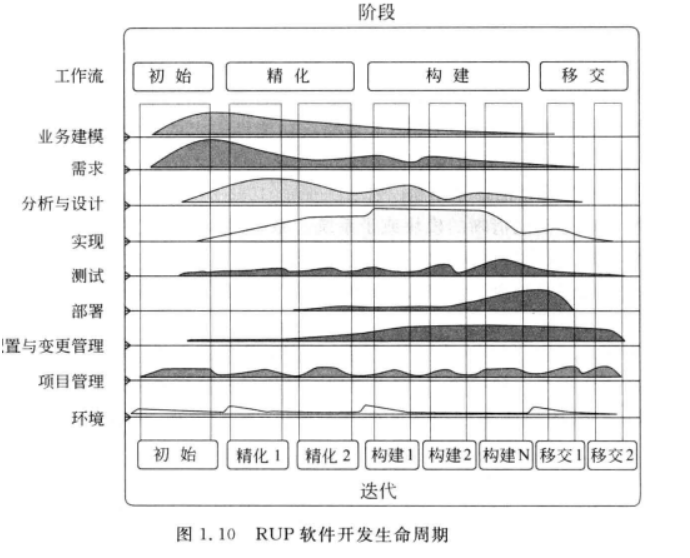 阶段
工作流 初始 精化 构建 移交
业务建模
需求
分析与设计
实现
测试
部署
置与变更管理
项目管理
环境
初始 精化1 精化2 构建1 构建2 构建N 移交1 移交2
迭代
图 1.10 RUP 软件开发生命周期